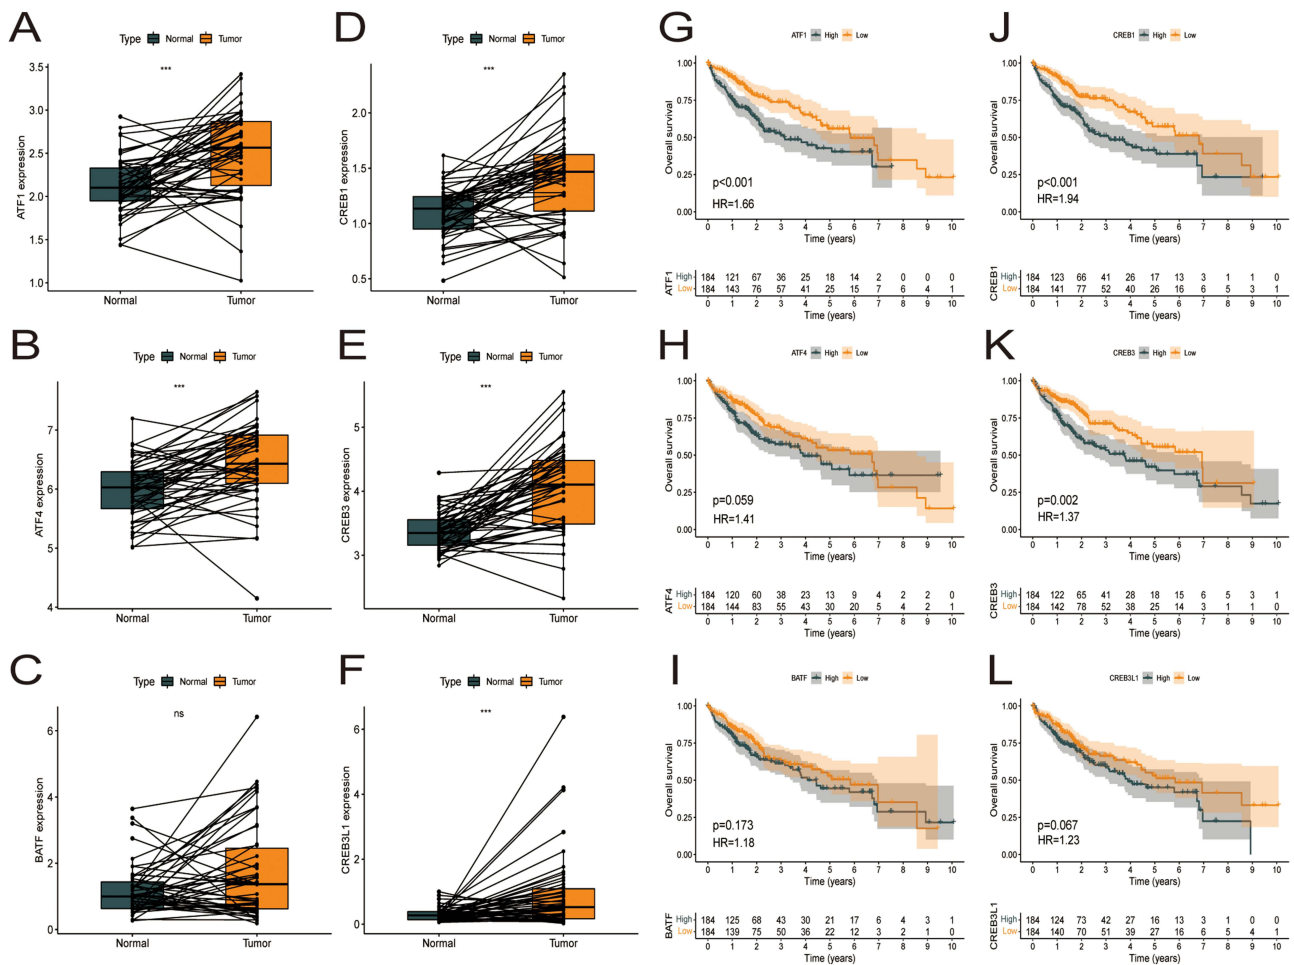 A
Type Normal Tumor
***
ATF1 expression
3.5
3.0
2.5
2.0
1.5
1.0
Normal Tumor
D
Type Normal Tumor
***
CREB1 expression
2.0
1.5
1.0
0.5
Normal Tumor
G
ATF1 High Low
Overall survival
1.00
0.75
0.50
0.25
0.00
p<0.001
HR=1.66
0 1 2 3 4 5 6 7 8 9 10
Time (years)
ATF1
High 184 121 67 36 25 18 14 2 0 0 0
Low 184 143 76 57 41 25 15 7 6 4 1
0 1 2 3 4 5 6 7 8 9 10
Time (years)
J
CREB1 High Low
Overall survival
1.00
0.75
0.50
0.25
0.00
p<0.001
HR=1.94
0 1 2 3 4 5 6 7 8 9 10
Time (years)
CREB1
High 184 123 66 41 26 17 13 3 1 1 0
Low 184 141 77 52 40 26 16 6 5 3 1
0 1 2 3 4 5 6 7 8 9 10
Time (years)
B
Type Normal Tumor
***
ATF4 expression
7
6
5
4
Normal Tumor
E
Type Normal Tumor
***
CREB3 expression
5
4
3
Normal Tumor
H
ATF4 High Low
Overall survival
1.00
0.75
0.50
0.25
0.00
p=0.059
HR=1.41
0 1 2 3 4 5 6 7 8 9 10
Time (years)
ATF4
High 184 120 60 38 23 13 9 4 2 2 0
Low 184 144 83 55 43 30 20 5 4 2 1
0 1 2 3 4 5 6 7 8 9 10
Time (years)
K
CREB3 High Low
Overall survival
1.00
0.75
0.50
0.25
0.00
p=0.002
HR=1.37
0 1 2 3 4 5 6 7 8 9 10
Time (years)
CREB3
High 184 122 65 41 28 18 15 6 5 3 1
Low 184 142 78 52 38 25 14 3 1 1 0
0 1 2 3 4 5 6 7 8 9 10
Time (years)
C
Type Normal Tumor
ns
BATF expression
6
4
2
0
Normal Tumor
F
Type Normal Tumor
***
CREB3L1 expression
6
4
2
0
Normal Tumor
I
BATF High Low
Overall survival
1.00
0.75
0.50
0.25
0.00
p=0.173
HR=1.18
0 1 2 3 4 5 6 7 8 9 10
Time (years)
BATF
High 184 125 68 43 30 21 17 6 4 3 1
Low 184 139 75 50 36 22 12 3 2 1 0
0 1 2 3 4 5 6 7 8 9 10
Time (years)
L
CREB3L1 High Low
Overall survival
1.00
0.75
0.50
0.25
0.00
p=0.067
HR=1.23
0 1 2 3 4 5 6 7 8 9 10
Time (years)
CREB3L1
High 184 124 73 42 27 16 13 3 1 0 0
Low 184 140 70 51 39 27 16 6 5 4 1
0 1 2 3 4 5 6 7 8 9 10
Time (years)